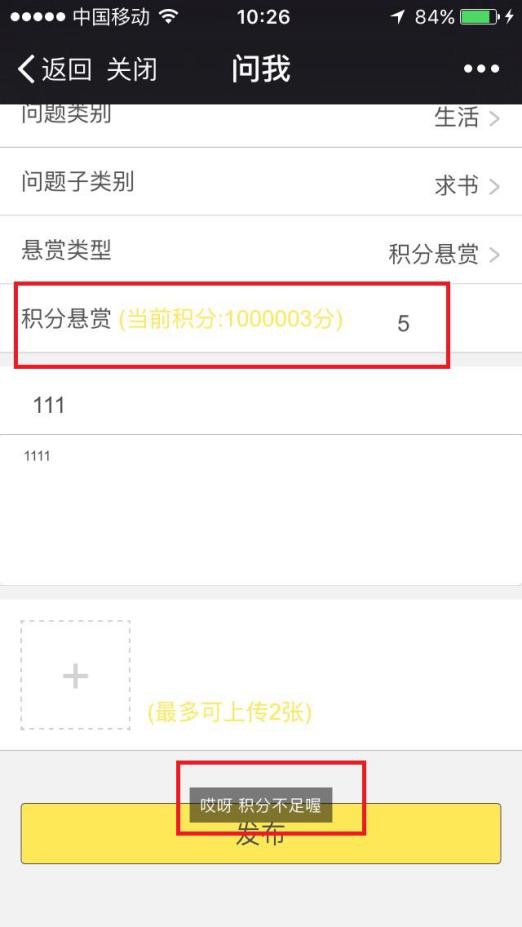 中国移动 10:26 84%
返回 关闭 问我
问题类别 生活
问题子类别 求书
悬赏类型 积分悬赏
积分悬赏 (当前积分:1000003分) 5
111
1111
(最多可上传2张)
哎呀 积分不足喔
发布